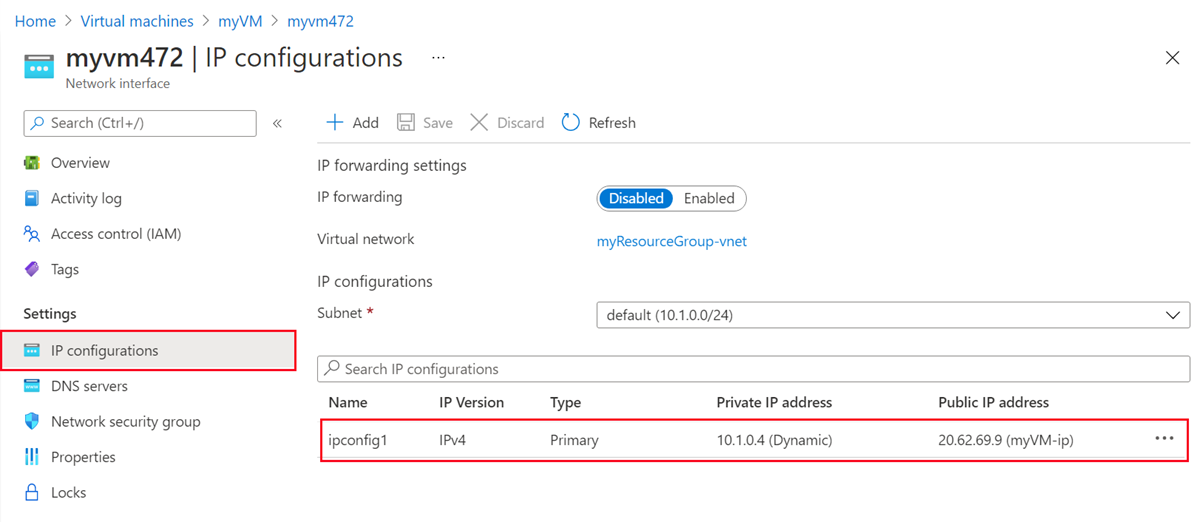 Home > Virtual machines > myVM > myvm472
myvm472 | IP configurations ...
Network interface
Search (Ctrl+/) «
Overview
Activity log
Access control (IAM)
Tags
Settings
IP configurations
DNS servers
Network security group
Properties
Locks
Add Save Discard Refresh
IP forwarding settings
IP forwarding Disabled Enabled
Virtual network myResourceGroup-vnet
IP configurations
Subnet * default (10.1.0.0/24)
Search IP configurations
Name IP Version Type Private IP address Public IP address
ipconfig1 IPv4 Primary 10.1.0.4 (Dynamic) 20.62.69.9 (myVM-ip) ...